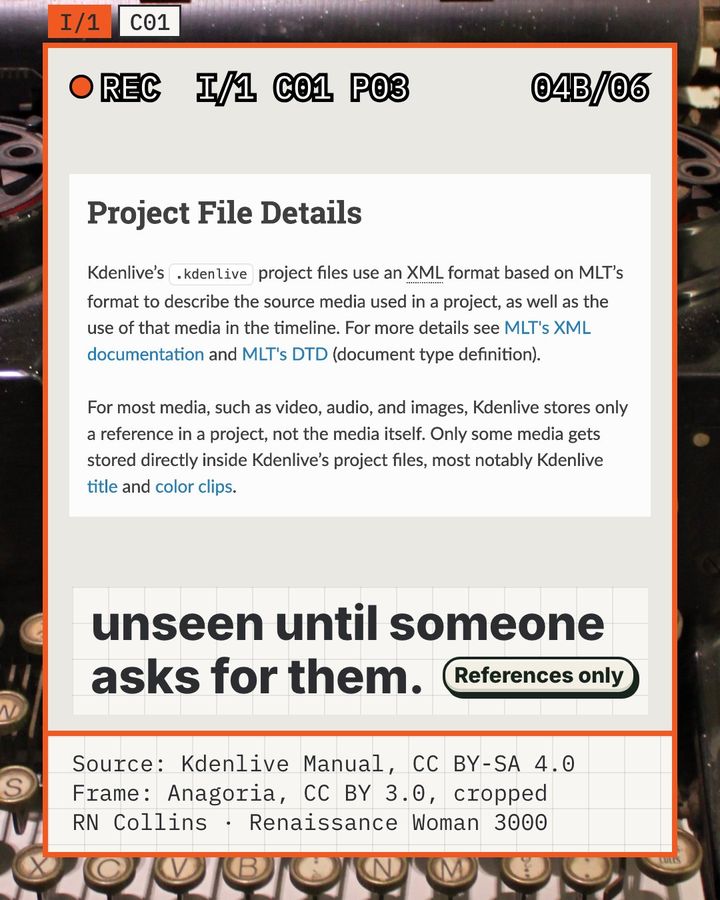 I/1 C01
REC I/1 C01 P03 04B/06
Project File Details
Kdenlive’s .kdenlive project files use an XML format based on MLT’s
format to describe the source media used in a project, as well as the
use of that media in the timeline. For more details see MLT's XML
documentation and MLT's DTD (document type definition).
For most media, such as video, audio, and images, Kdenlive stores only
a reference in a project, not the media itself. Only some media gets
stored directly inside Kdenlive’s project files, most notably Kdenlive
title and color clips.
unseen until someone
asks for them. References only
Source: Kdenlive Manual, CC BY-SA 4.0
Frame: Anagoria, CC BY 3.0, cropped
RN Collins · Renaissance Woman 3000
W
S
X C V B N M